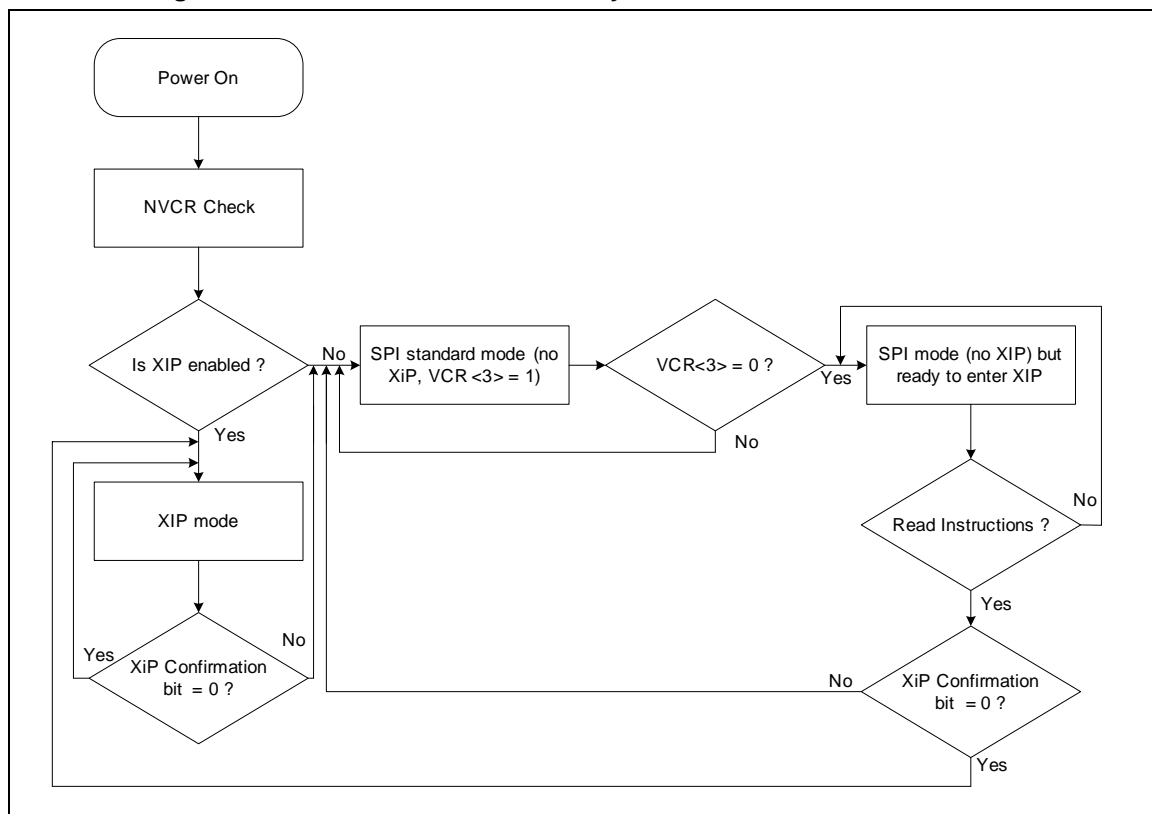 Power On
NVCR Check
Is XIP enabled ?
No
SPI standard mode (no
XiP, VCR <3> = 1)
VCR<3> = 0 ?
Yes
SPI mode (no XIP) but
ready to enter XIP
No
Yes
XIP mode
Read Instructions ?
No
Yes
Yes
XiP Confirmation
bit = 0 ?
No
No
XiP Confirmation
bit = 0 ?
Yes